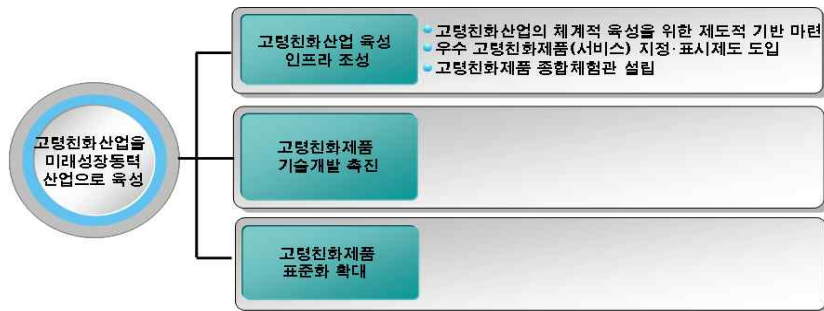 고령친화산업을
미래성장동력
산업으로 육성
고령친화산업 육성
인프라 조성
고령친화산업의 체계적 육성을 위한 제도적 기반 마련
우수 고령친화제품(서비스) 지정·표시제도 도입
고령친화제품 종합체험관 설립
고령친화제품
기술개발 촉진
고령친화제품
표준화 확대